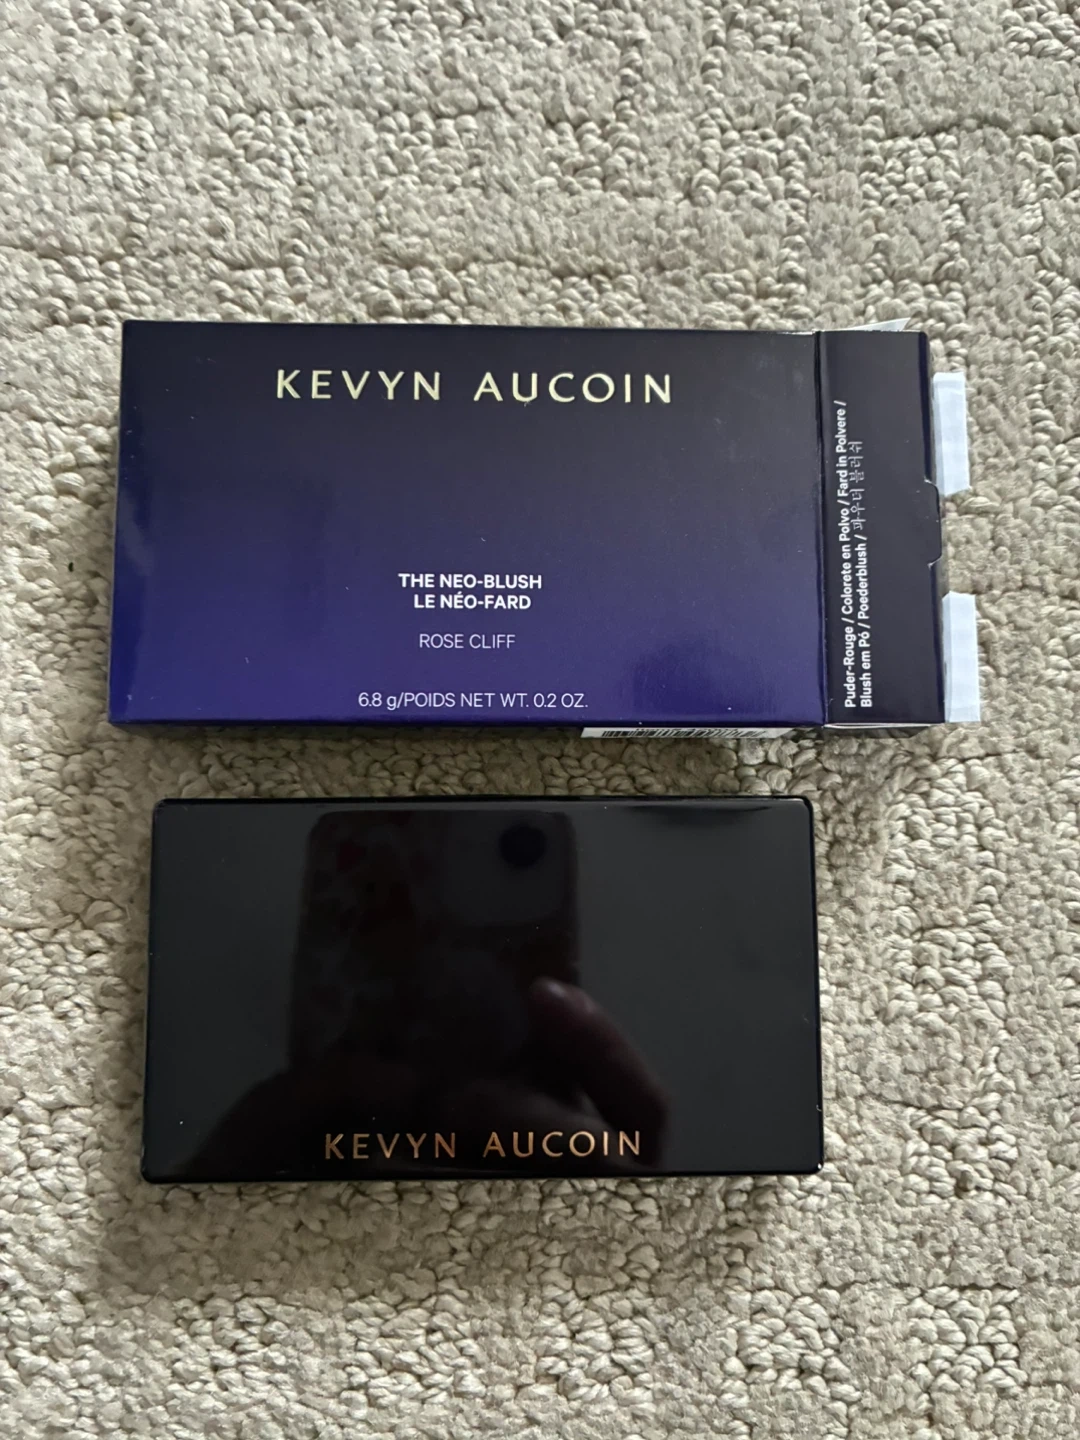 KEVYN AUCOIN
THE NEO-BLUSH
LE NÉO-FARD
ROSE CLIFF
6.8 g/POIDS NET WT. 0.2 OZ.
Puder-Rouge / Colorete en Polvo / Fard in Polvere /
Blush em Pó / Poederblush / 파우더 블러쉬
KEVYN AUCOIN